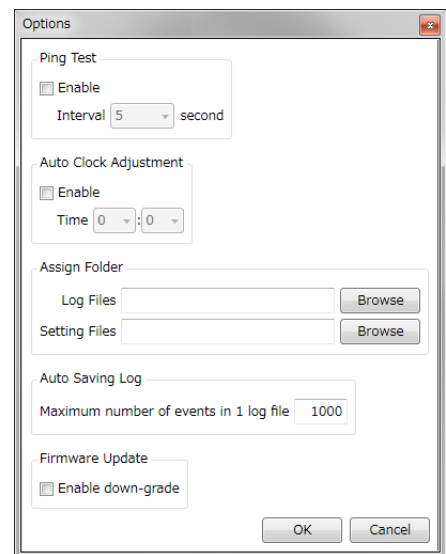 Options
Ping Test
Enable
Interval 5 second
Auto Clock Adjustment
Enable
Time 0 : 0
Assign Folder
Log Files Browse
Setting Files Browse
Auto Saving Log
Maximum number of events in 1 log file 1000
Firmware Update
Enable down-grade
OK Cancel